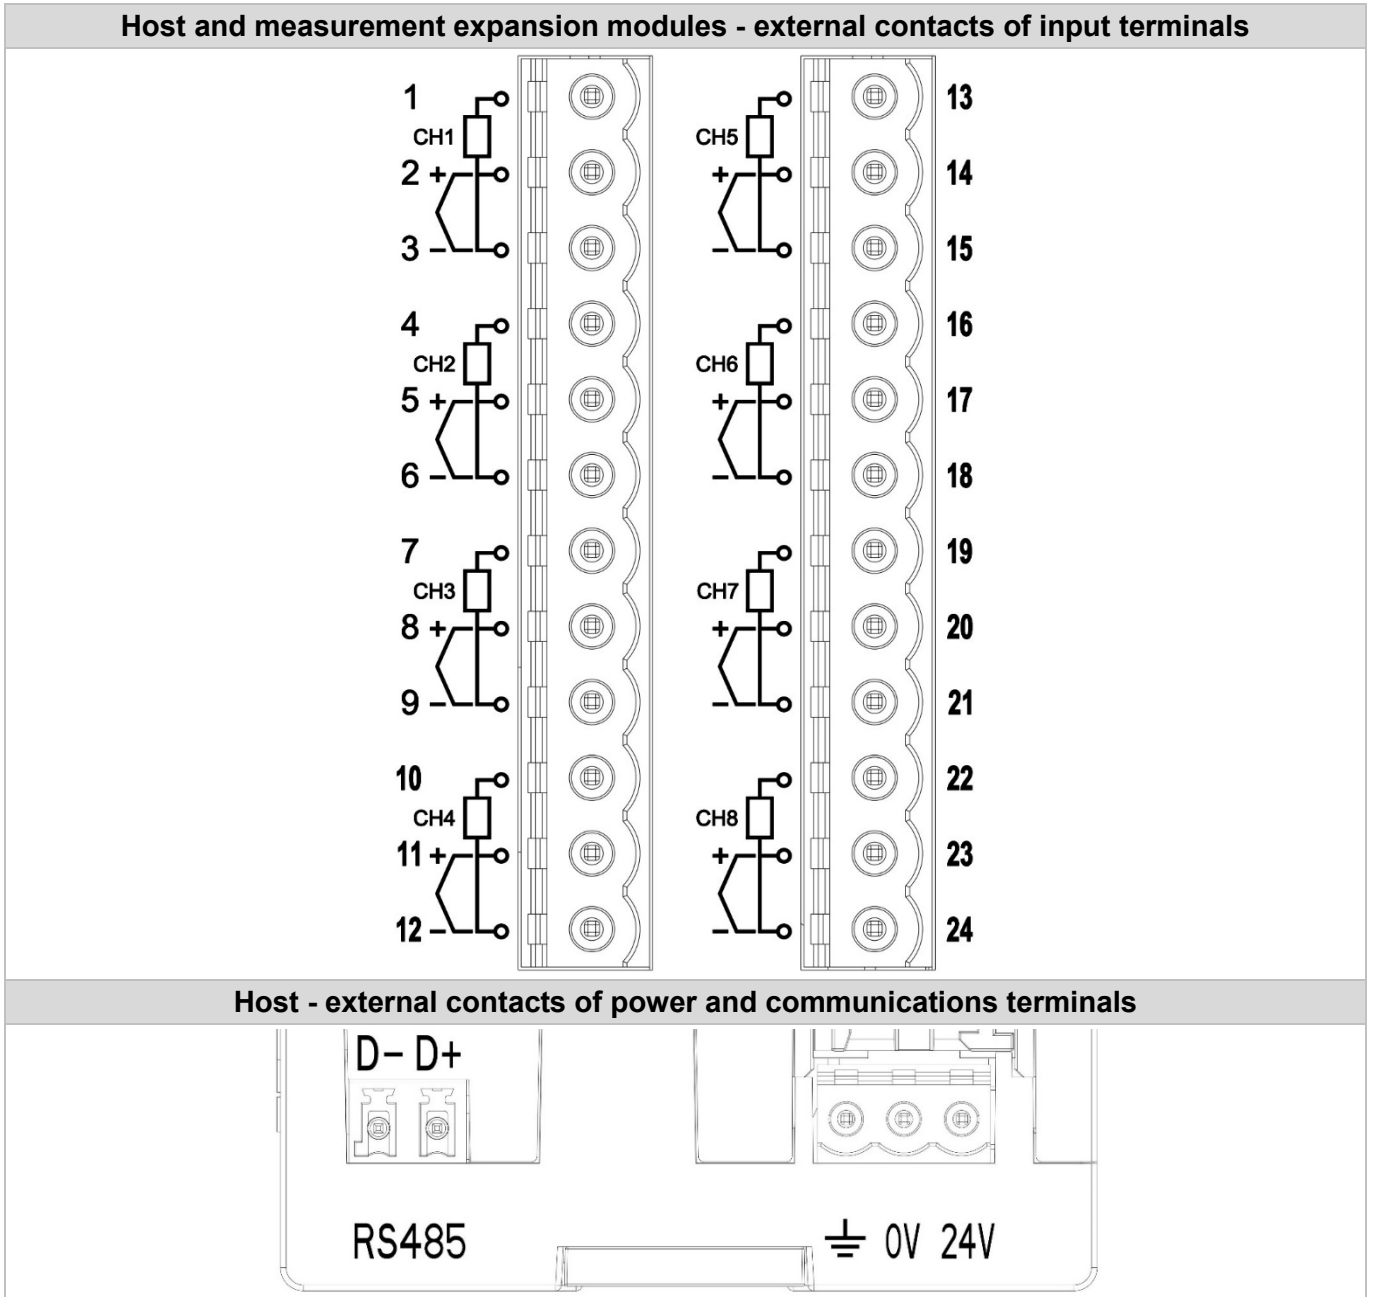 Host and measurement expansion modules - external contacts of input terminals
1 13
CH1 CH5
2 + + 14
3 − − 15
4 16
CH2 CH6
5 + + 17
6 − − 18
7 19
CH3 CH7
8 + + 20
9 − − 21
10 22
CH4 CH8
11 + + 23
12 − − 24
Host - external contacts of power and communications terminals
D− D+
RS485 0V 24V